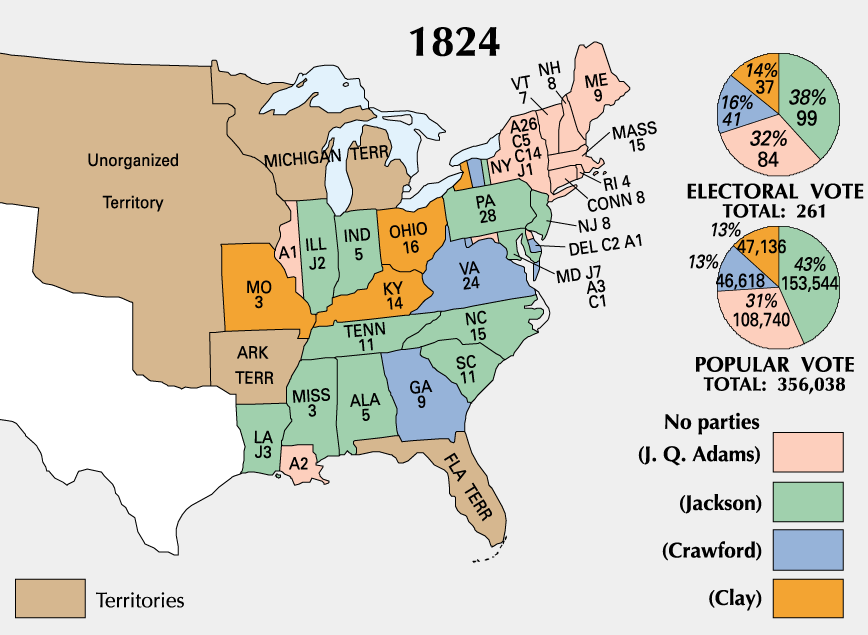 1824
Unorganized
Territory
MICHIGAN TERR
VT
7
NH
8
ME
9
A26
C5
NY C14
J1
MASS
15
RI 4
CONN 8
NJ 8
DEL C2 A1
MD J7
A3
C1
PA
28
OHIO
16
IND
5
ILL
J2
A1
MO
3
KY
14
VA
24
NC
15
TENN
11
SC
11
ARK
TERR
MISS
3
ALA
5
GA
9
LA
J3
A2
FLA TERR
14%
37
38%
99
16%
41
32%
84
ELECTORAL VOTE
TOTAL: 261
13%
47,136
43%
153,544
13%
46,618
31%
108,740
POPULAR VOTE
TOTAL: 356,038
No parties
(J. Q. Adams)
(Jackson)
(Crawford)
(Clay)
Territories